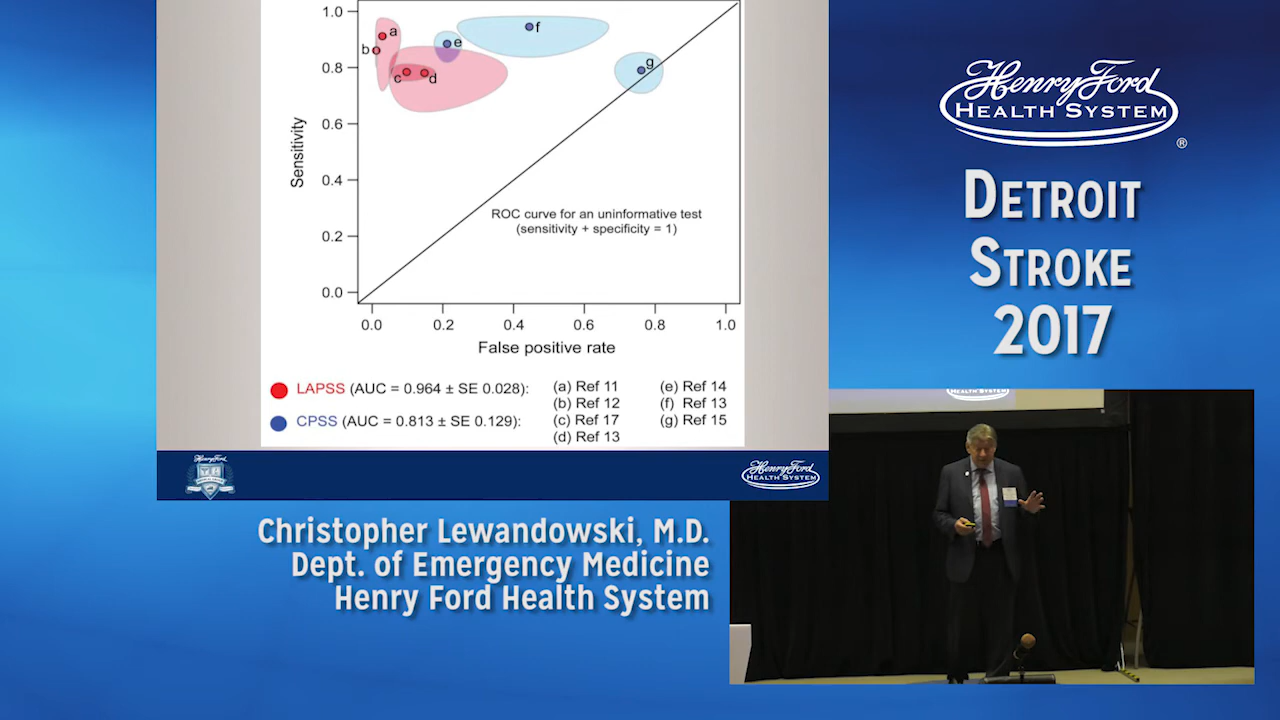 1.0
0.8
0.6
0.4
0.2
0.0
Sensitivity
a
b
c
d
e
f
g
ROC curve for an uninformative test
(sensitivity + specificity = 1)
0.0 0.2 0.4 0.6 0.8 1.0
False positive rate
LAPSS (AUC = 0.964 ± SE 0.028):
(a) Ref 11
(b) Ref 12
CPSS (AUC = 0.813 ± SE 0.129):
(c) Ref 17
(d) Ref 13
(e) Ref 14
(f) Ref 13
(g) Ref 15
Henry Ford
Henry Ford
HEALTH SYSTEM
Henry Ford
HEALTH SYSTEM
®
DETROIT
STROKE
2017
HEALTH SYSTEM
Christopher Lewandowski, M.D.
Dept. of Emergency Medicine
Henry Ford Health System